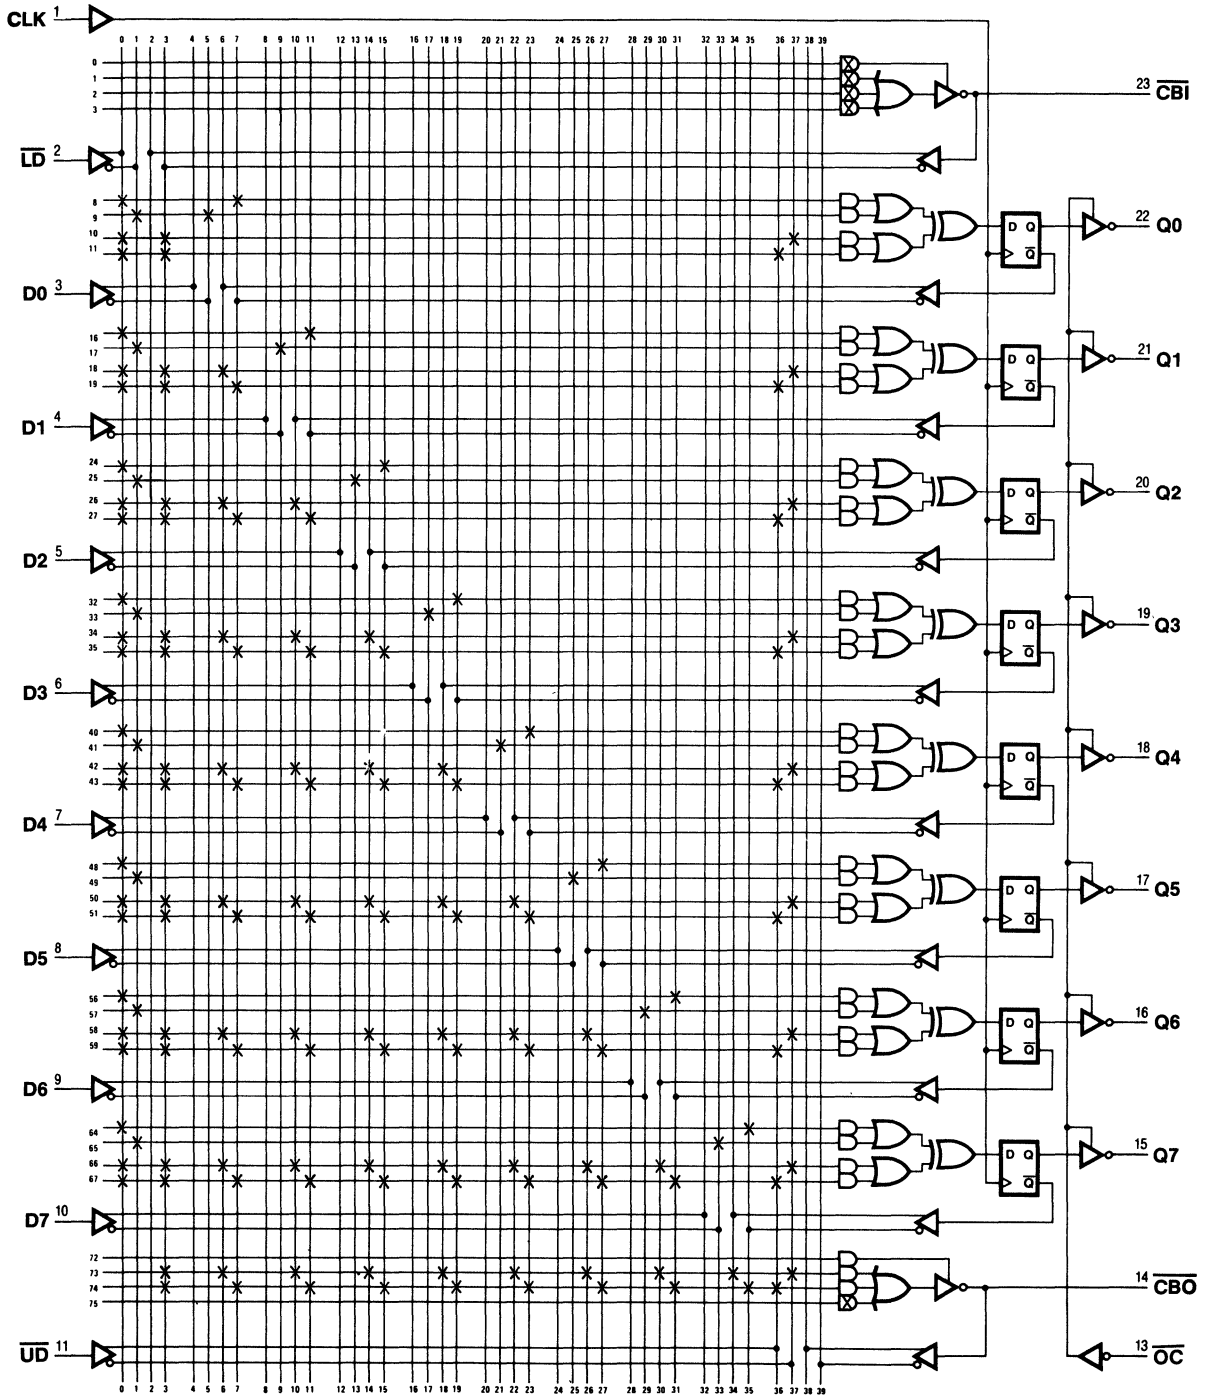 CLK 1
0 1 2 3 4 5 6 7 8 9 10 11 12 13 14 15 16 17 18 19 20 21 22 23 24 25 26 27 28 29 30 31 32 33 34 35 36 37 38 39
0
1
2
3
23 CBI
LD 2
8
9
10
11
D Q
Q
22 Q0
D0 3
16
17
18
19
D Q
Q
21 Q1
D1 4
24
25
26
27
D Q
Q
20 Q2
D2 5
32
33
34
35
D Q
Q
19 Q3
D3 6
40
41
42
43
D Q
Q
18 Q4
D4 7
48
49
50
51
D Q
Q
17 Q5
D5 8
56
57
58
59
D Q
Q
16 Q6
D6 9
64
65
66
67
D Q
Q
15 Q7
D7 10
72
73
74
75
14 CBO
UD 11
13 OC
0 1 2 3 4 5 6 7 8 9 10 11 12 13 14 15 16 17 18 19 20 21 22 23 24 25 26 27 28 29 30 31 32 33 34 35 36 37 38 39